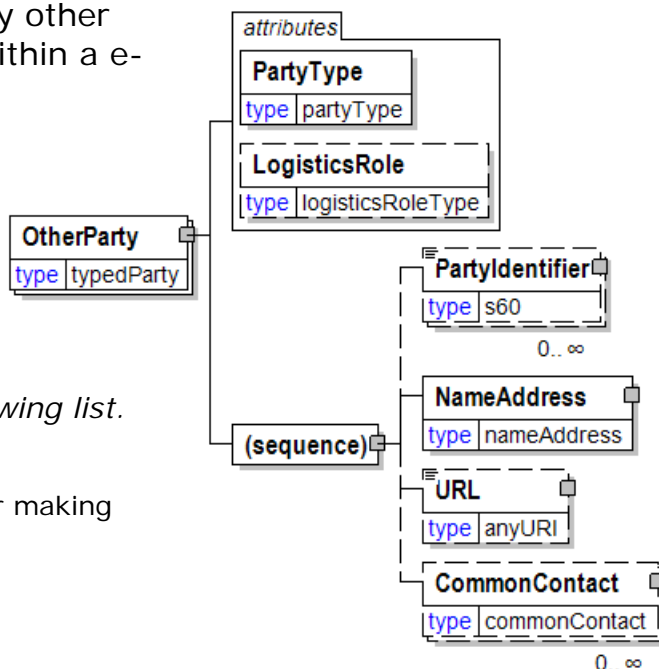 y other
ithin a e-
wing list.
r making
attributes
PartyType
type partyType
LogisticsRole
type logisticsRoleType
OtherParty
type typedParty
PartyIdentifier
type s60
0.. ∞
NameAddress
type nameAddress
(sequence)
URL
type anyURI
CommonContact
type commonContact
0.. ∞